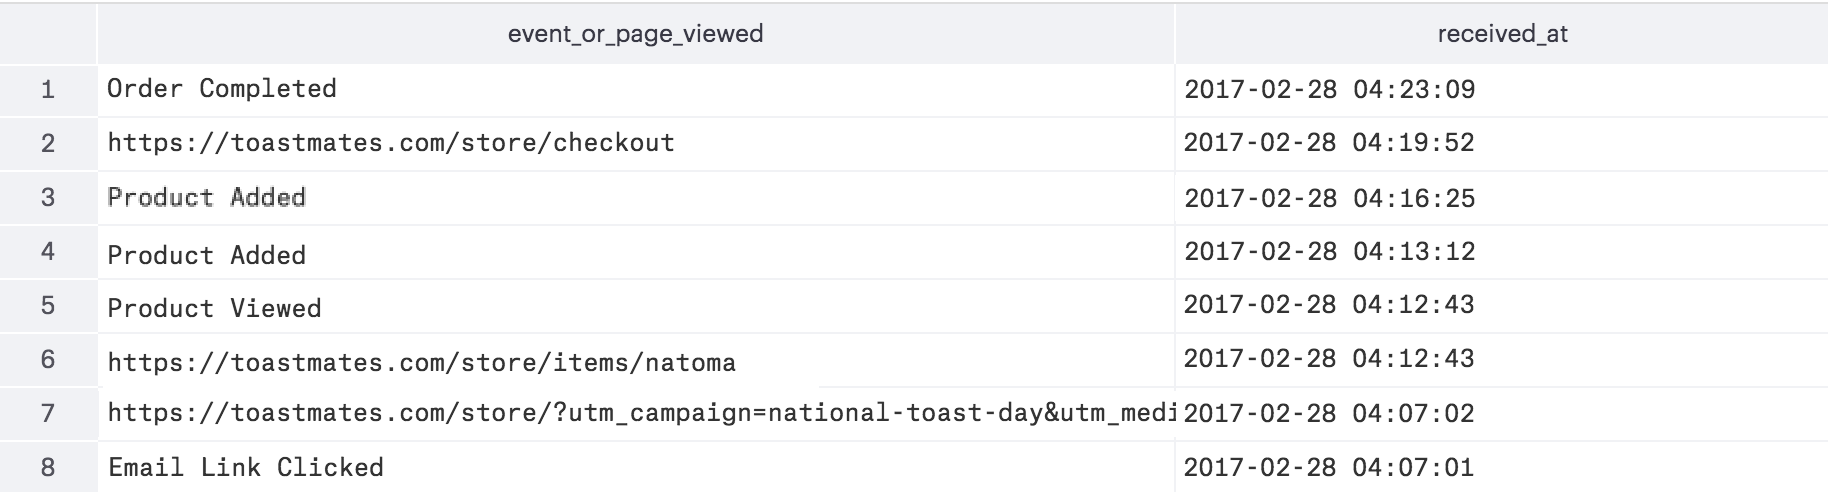 event_or_page_viewed received_at
1 Order Completed 2017-02-28 04:23:09
2 https://toastmates.com/store/checkout 2017-02-28 04:19:52
3 Product Added 2017-02-28 04:16:25
4 Product Added 2017-02-28 04:13:12
5 Product Viewed 2017-02-28 04:12:43
6 https://toastmates.com/store/items/natoma 2017-02-28 04:12:43
7 https://toastmates.com/store/?utm_campaign=national-toast-day&utm_medi 2017-02-28 04:07:02
8 Email Link Clicked 2017-02-28 04:07:01